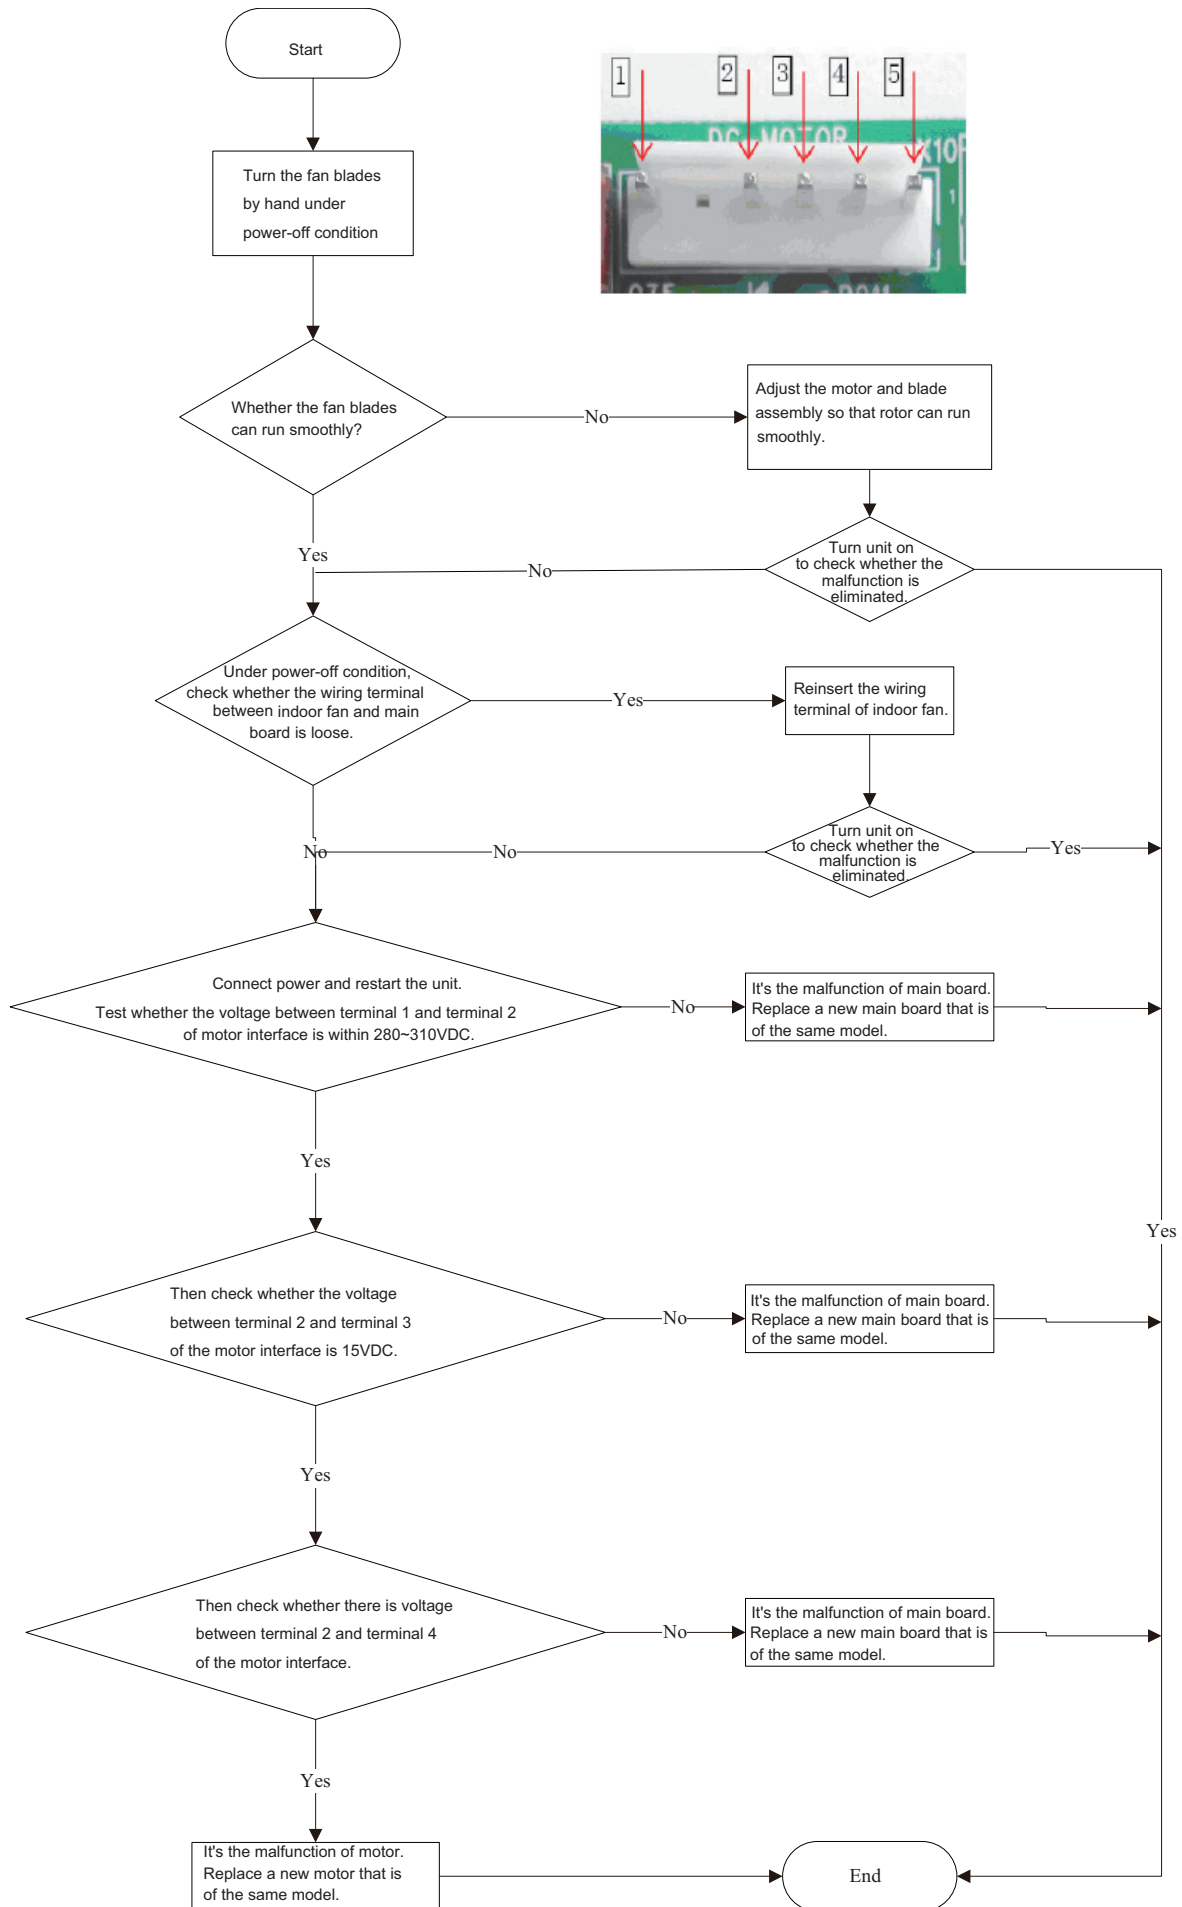 Start
1
2
3
4
5
DC-MOTOR
1
Turn the fan blades
by hand under
power-off condition
Whether the fan blades
can run smoothly?
No
Adjust the motor and blade
assembly so that rotor can run
smoothly.
Yes
Turn unit on
to check whether the
malfunction is
eliminated.
No
Under power-off condition,
check whether the wiring terminal
between indoor fan and main
board is loose.
Yes
Reinsert the wiring
terminal of indoor fan.
Turn unit on
to check whether the
malfunction is
eliminated.
Yes
No
No
Connect power and restart the unit.
Test whether the voltage between terminal 1 and terminal 2
of motor interface is within 280~310VDC.
No
It's the malfunction of main board.
Replace a new main board that is
of the same model.
Yes
Yes
Then check whether the voltage
between terminal 2 and terminal 3
of the motor interface is 15VDC.
No
It's the malfunction of main board.
Replace a new main board that is
of the same model.
Yes
Then check whether there is voltage
between terminal 2 and terminal 4
of the motor interface.
No
It's the malfunction of main board.
Replace a new main board that is
of the same model.
Yes
It's the malfunction of motor.
Replace a new motor that is
of the same model.
End